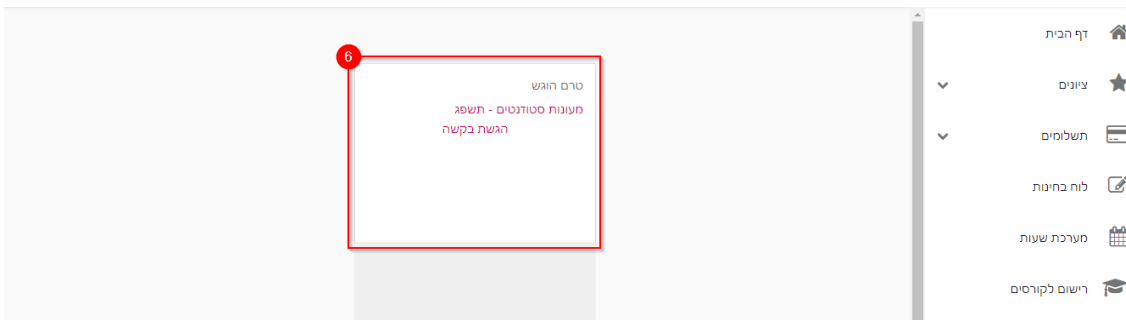 דף הבית
ציונים
תשלומים
לוח בחינות
מערכת שעות
רישום לקורסים
6
טרם הוגש
מעונות סטודנטים - תשפג
הגשת בקשה